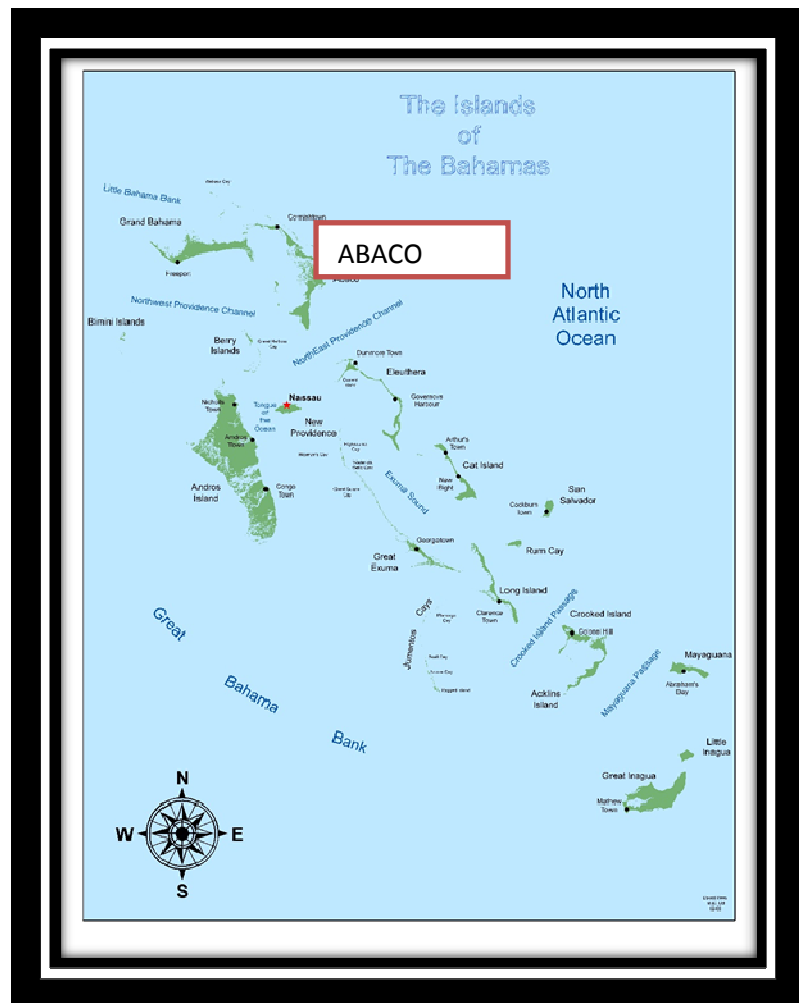 The Islands
of
The Bahamas
Little Bahama Bank
Grand Bahama
Freeport
ABACO
Abaco
North
Atlantic
Ocean
Northwest Providence Channel
NorthEast Providence Channel
Bimini Islands
Berry
Islands
Dunmore Town
Eleuthera
Governors
Harbour
Nicholls
Town
Tongue
of
the
Ocean
Nassau
New
Providence
Andros
Town
Arthur's
Town
Cat Island
New
Bight
Exuma Sound
Andros
Island
Congo
Town
San
Salvador
Cockburn
Town
Georgetown
Great
Exuma
Rum Cay
Long Island
Clarence
Town
Jumentos Cays
Crooked Island Passage
Crooked Island
Colonel Hill
Acklins
Island
Mayaguana Passage
Mayaguana
Abraham's
Bay
Great
Bahama
Bank
Little
Inagua
Great Inagua
Mathew
Town
N
W
E
S